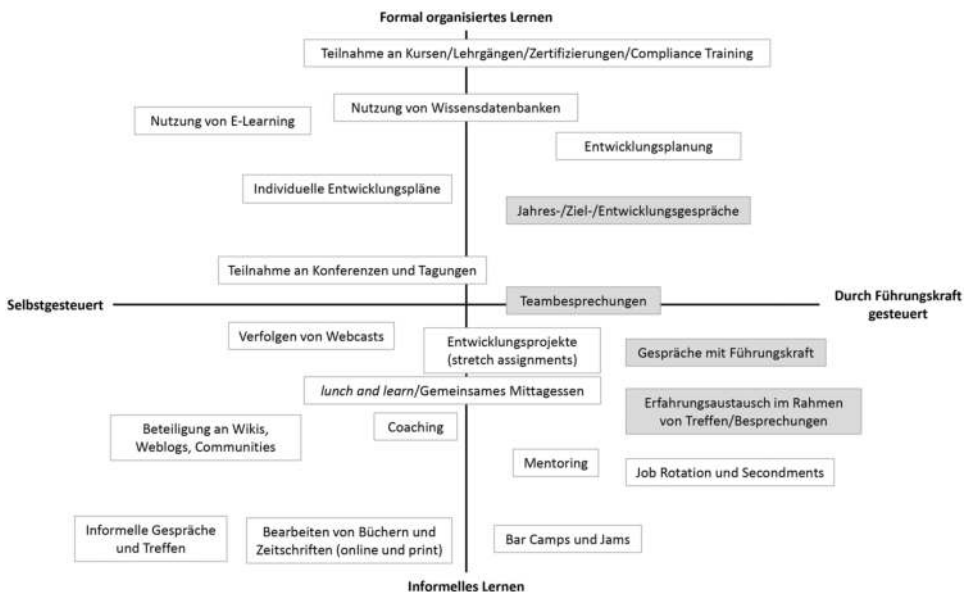 Formal organisiertes Lernen
Teilnahme an Kursen/Lehrgängen/Zertifizierungen/Compliance Training
Nutzung von Wissensdatenbanken
Nutzung von E-Learning
Entwicklungsplanung
Individuelle Entwicklungspläne
Jahres-/Ziel-/Entwicklungsgespräche
Teilnahme an Konferenzen und Tagungen
Selbstgesteuert
Teambesprechungen
Durch Führungskraft
gesteuert
Verfolgen von Webcasts
Entwicklungsprojekte
(stretch assignments)
Gespräche mit Führungskraft
lunch and learn/Gemeinsames Mittagessen
Erfahrungsaustausch im Rahmen
von Treffen/Besprechungen
Beteiligung an Wikis,
Weblogs, Communities
Coaching
Mentoring
Job Rotation und Secondments
Informelle Gespräche
und Treffen
Bearbeiten von Büchern und
Zeitschriften (online und print)
Bar Camps und Jams
Informelles Lernen